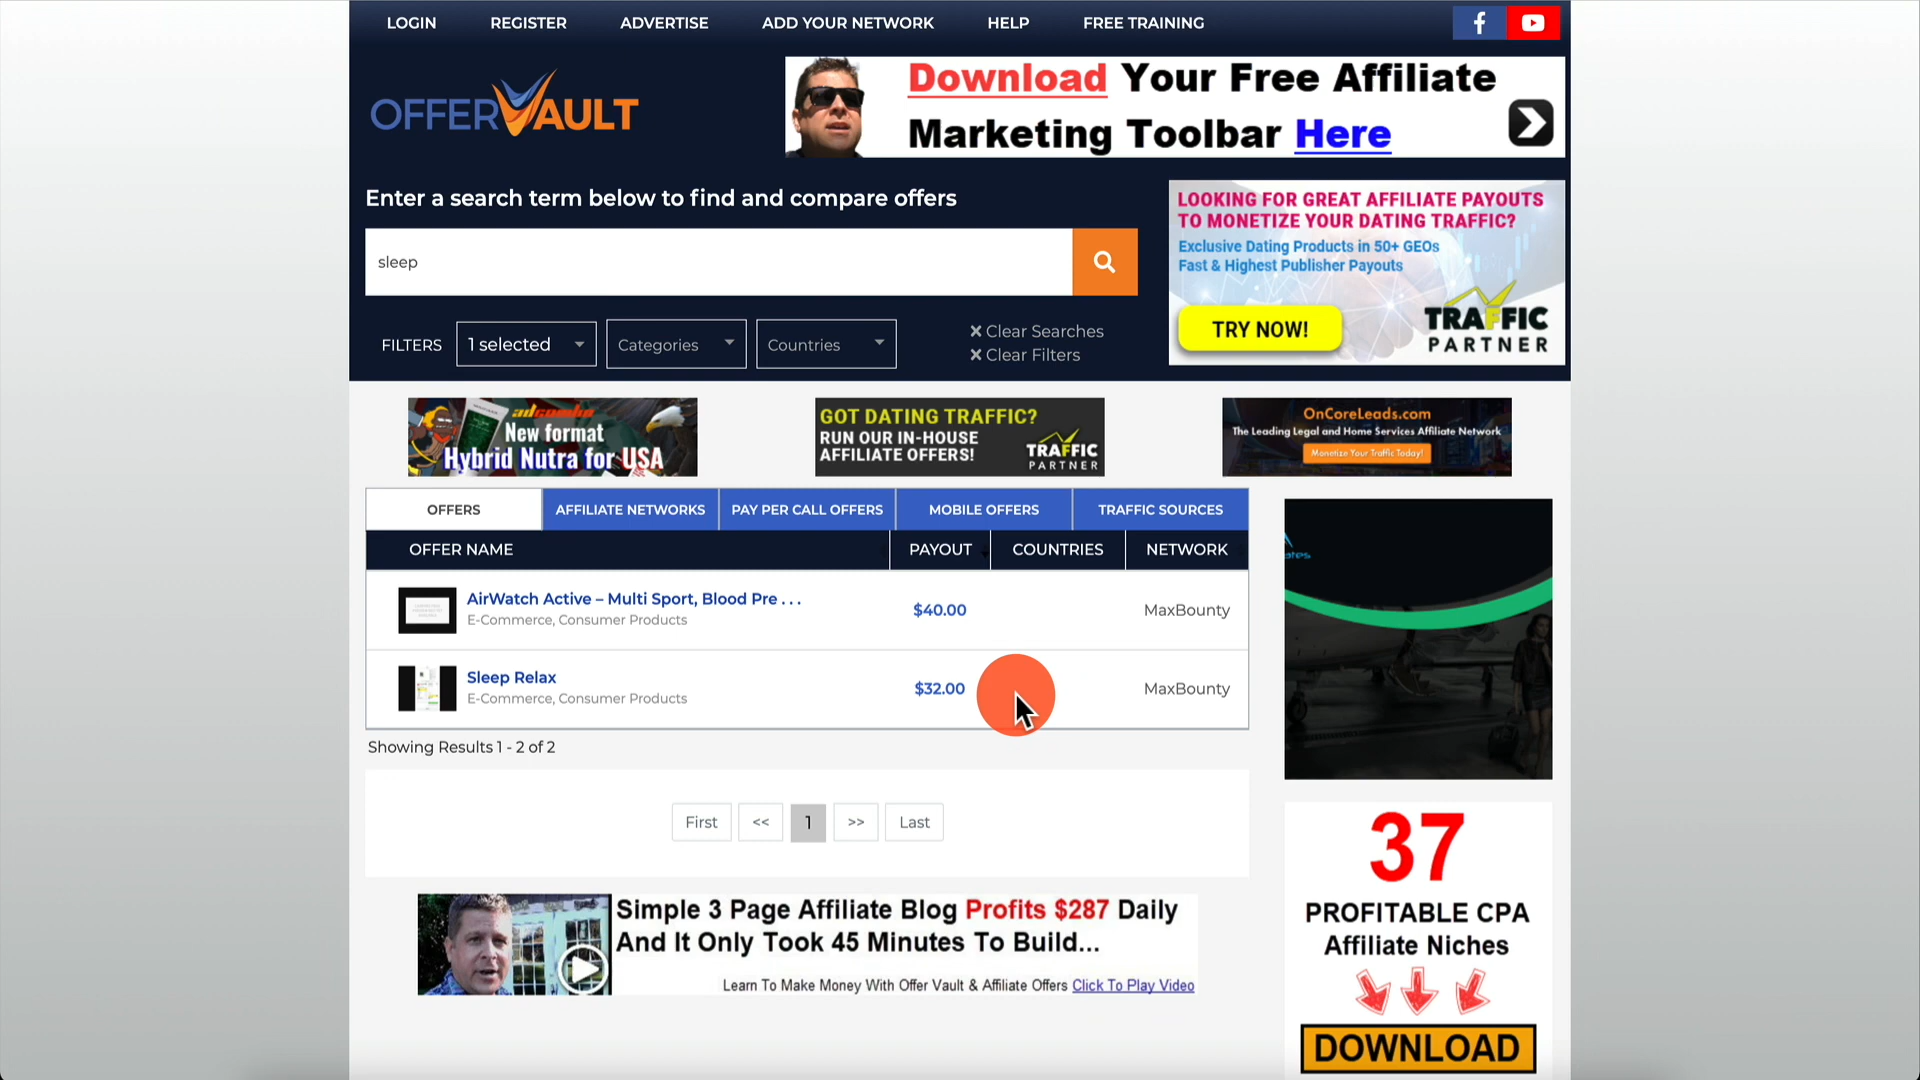 LOGIN REGISTER ADVERTISE ADD YOUR NETWORK HELP FREE TRAINING
OFFERVAULT
Download Your Free Affiliate
Marketing Toolbar Here
Enter a search term below to find and compare offers
sleep
FILTERS 1 selected Categories Countries
Clear Searches
Clear Filters
LOOKING FOR GREAT AFFILIATE PAYOUTS
TO MONETIZE YOUR DATING TRAFFIC?
Exclusive Dating Products in 50+ GEOs
Fast & Highest Publisher Payouts
TRY NOW!
TRAFFIC
PARTNER
adcombo
New format
Hybrid Nutra for USA
GOT DATING TRAFFIC?
RUN OUR IN-HOUSE
AFFILIATE OFFERS!
TRAFFIC
PARTNER
OnCoreLeads.com
The Leading Legal and Home Services Affiliate Network
Monetize Your Traffic Today!
OFFERS AFFILIATE NETWORKS PAY PER CALL OFFERS MOBILE OFFERS TRAFFIC SOURCES
OFFER NAME PAYOUT COUNTRIES NETWORK
AirWatch Active – Multi Sport, Blood Pre . . . $40.00 MaxBounty
E-Commerce, Consumer Products
Sleep Relax $32.00 MaxBounty
E-Commerce, Consumer Products
Showing Results 1 - 2 of 2
First << 1 >> Last
Simple 3 Page Affiliate Blog Profits $287 Daily
And It Only Took 45 Minutes To Build...
Learn To Make Money With Offer Vault & Affiliate Offers Click To Play Video
37
PROFITABLE CPA
Affiliate Niches
DOWNLOAD